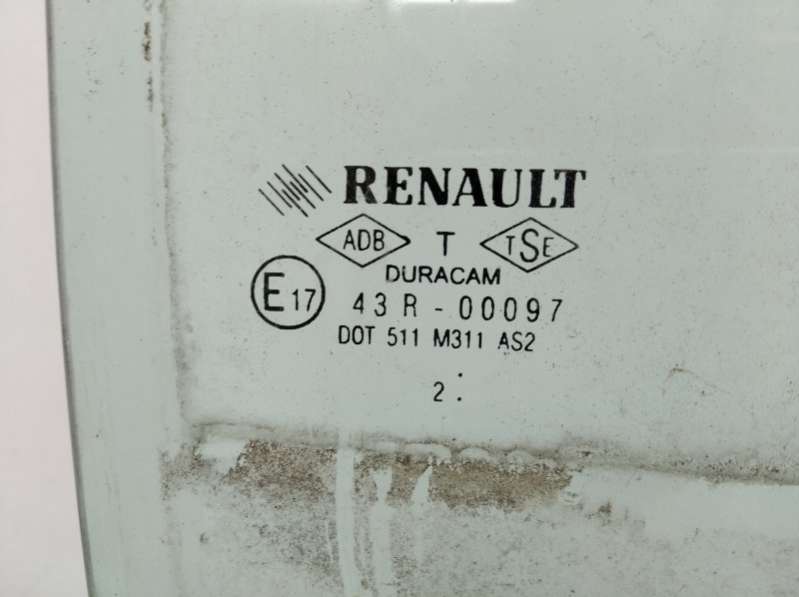 RENAULT
ADB T TSE
DURACAM
E17 43R-00097
DOT 511 M311 AS2
2 :